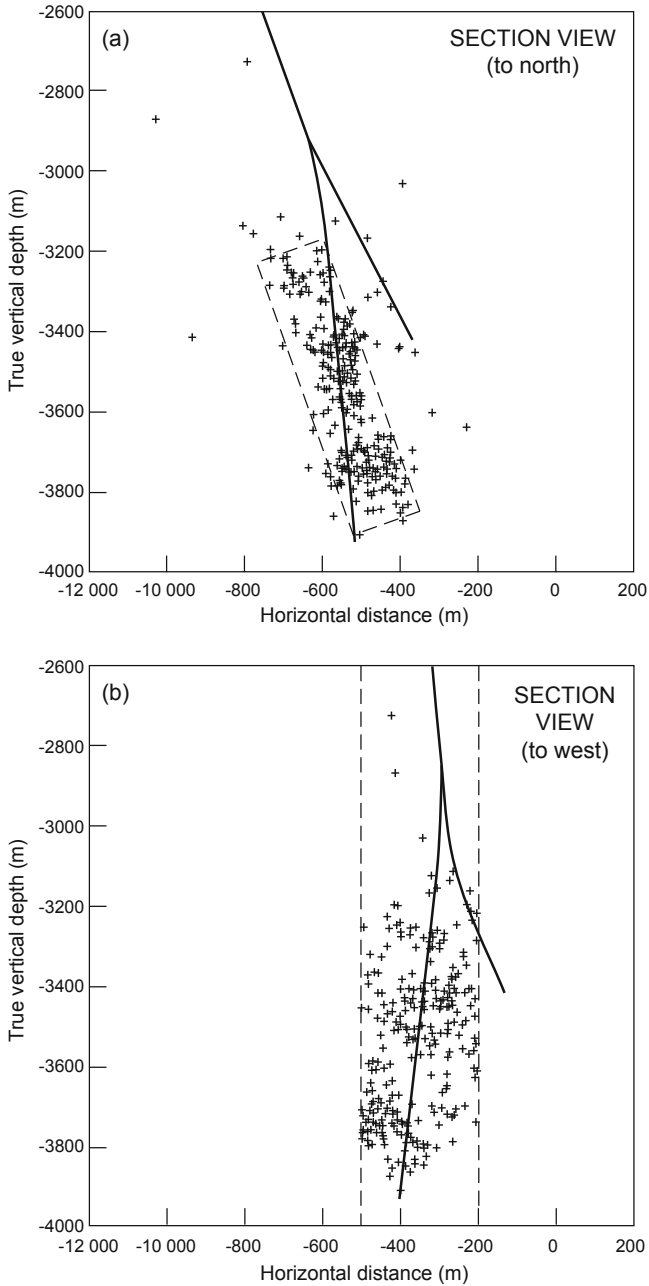 -2600
(a)
SECTION VIEW
(to north)
-2800
-3000
-3200
-3400
-3600
-3800
-4000
True vertical depth (m)
-12 000 -10 000 -800 -600 -400 -200 0 200
Horizontal distance (m)
-2600
(b)
SECTION
VIEW
(to west)
-2800
-3000
-3200
-3400
-3600
-3800
-4000
True vertical depth (m)
-12 000 -10 000 -800 -600 -400 -200 0 200
Horizontal distance (m)